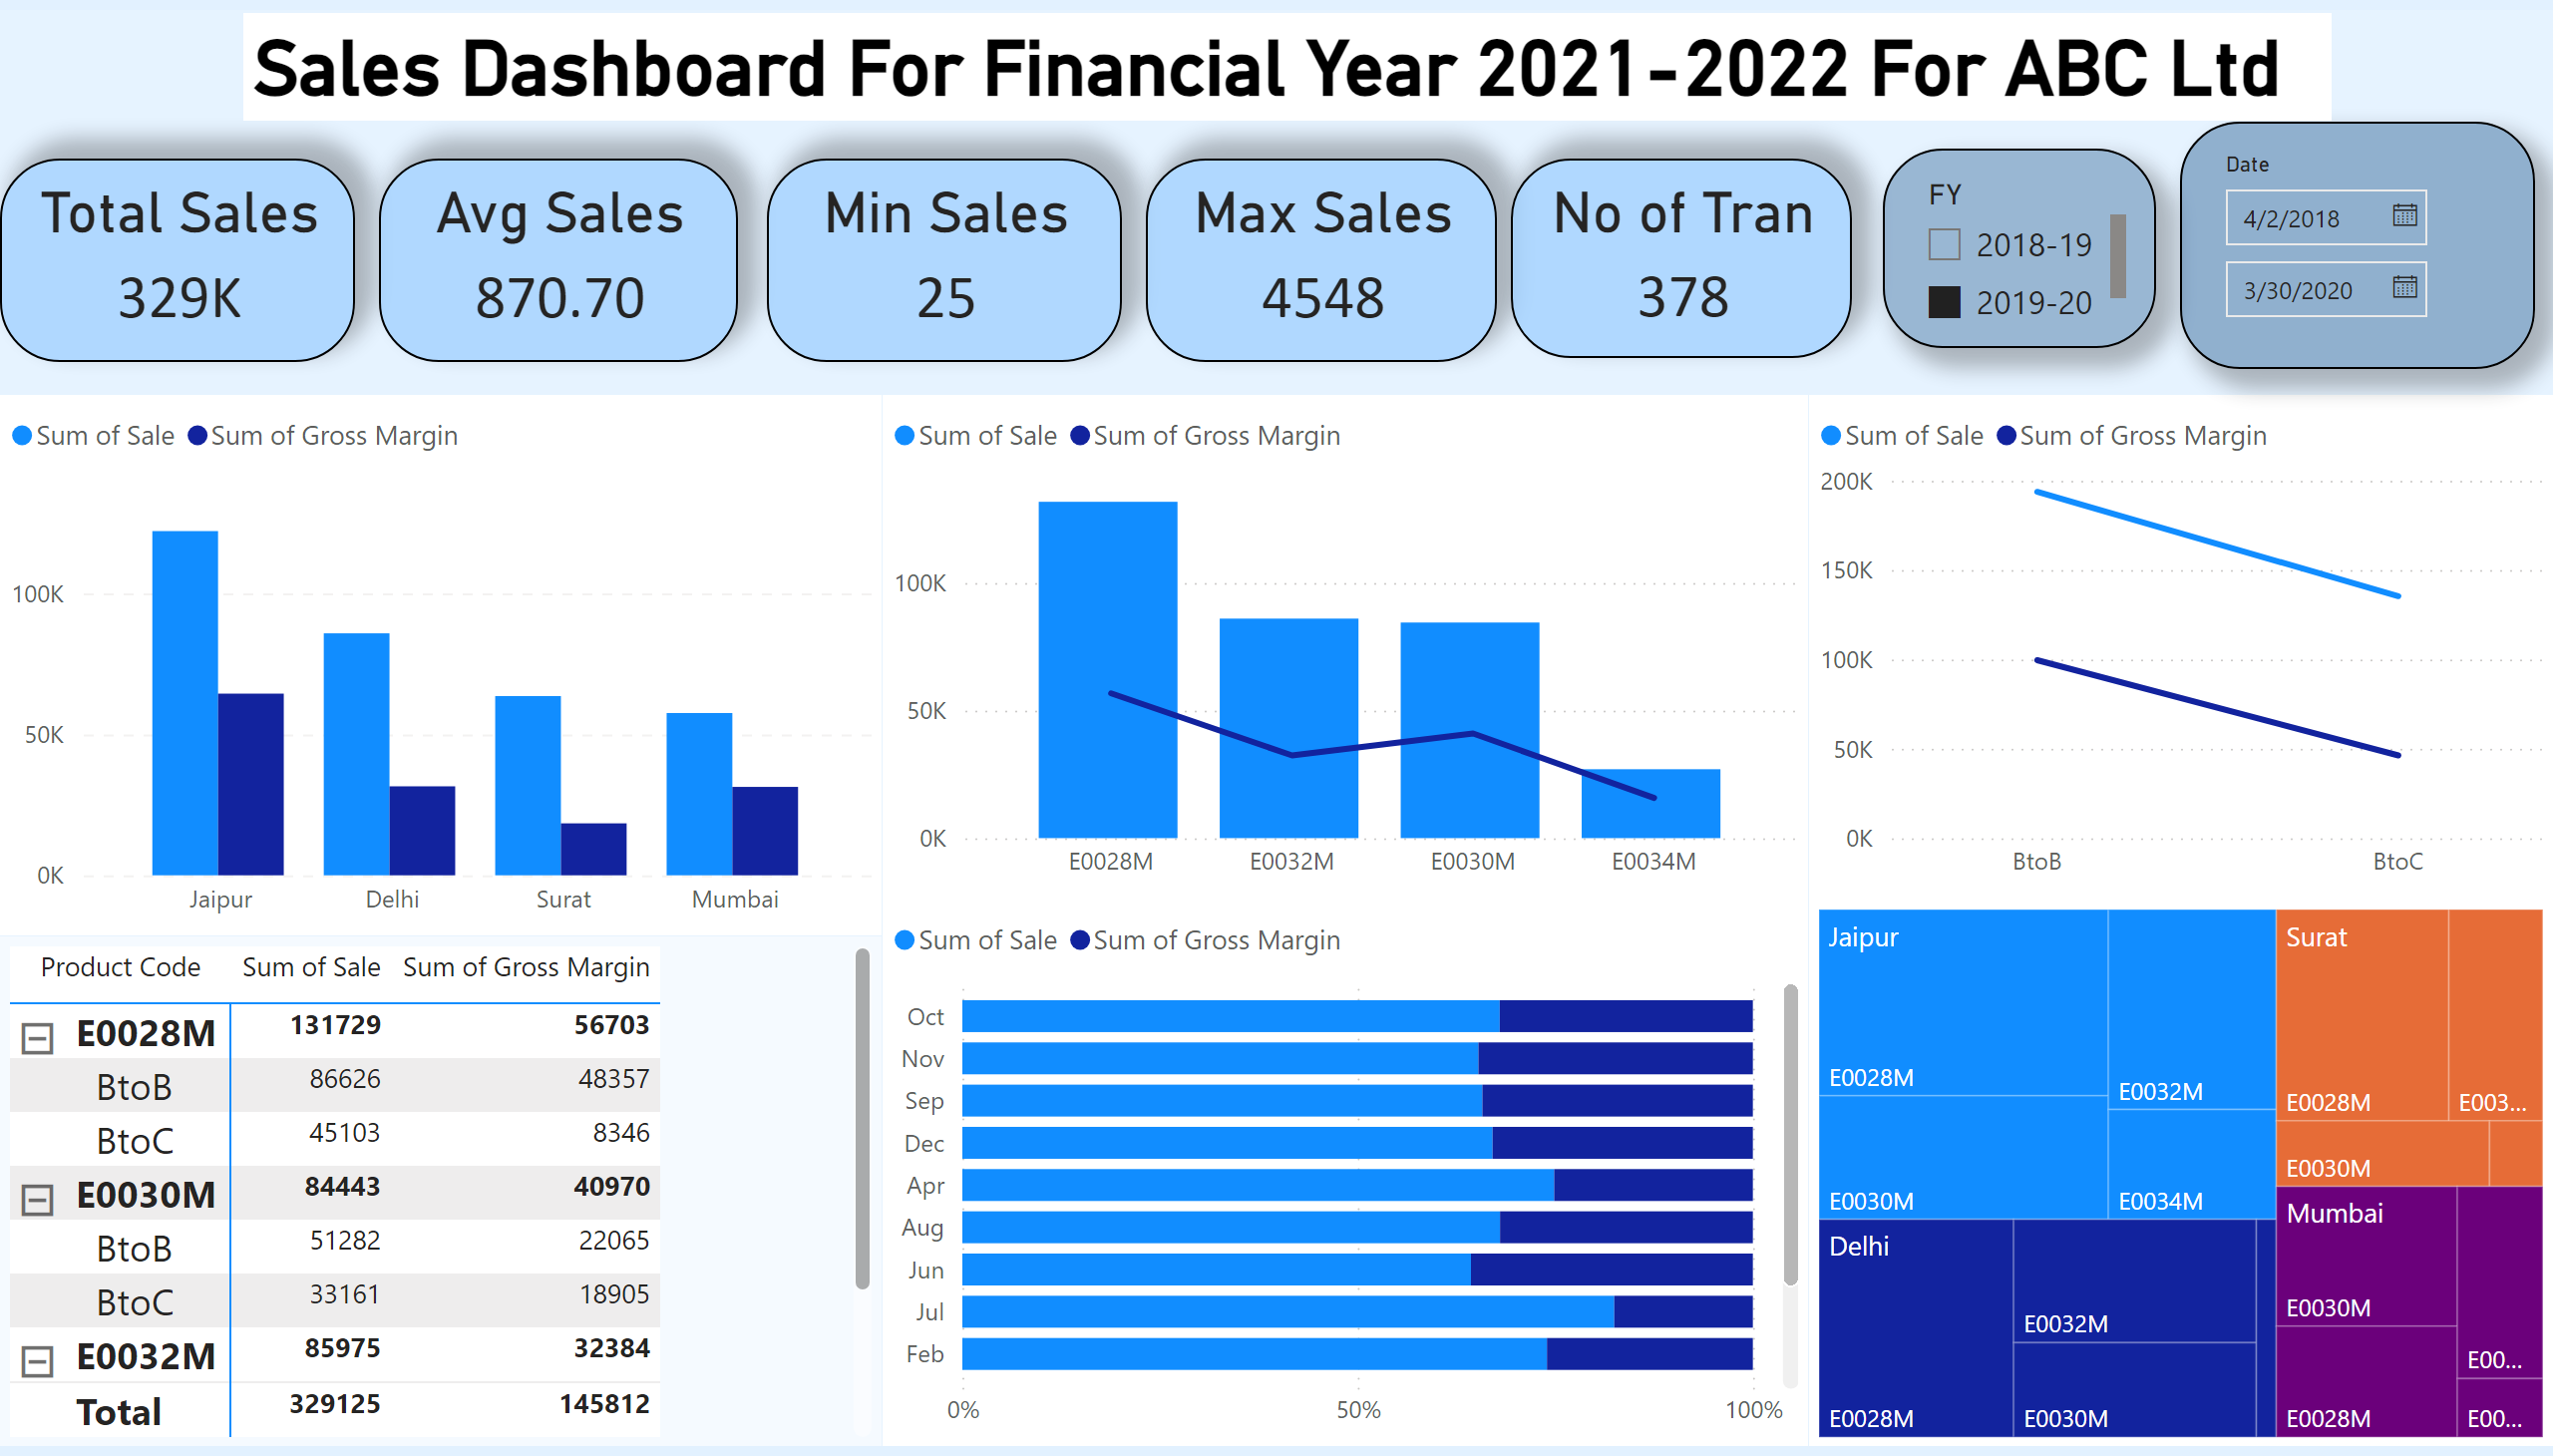 Sales Dashboard For Financial Year 2021-2022 For ABC Ltd
Total Sales
329K
Avg Sales
870.70
Min Sales
25
Max Sales
4548
No of Tran
378
FY
2018-19
2019-20
Date
4/2/2018
3/30/2020
Sum of Sale Sum of Gross Margin
100K
50K
0K
Jaipur Delhi Surat Mumbai
Sum of Sale Sum of Gross Margin
100K
50K
0K
E0028M E0032M E0030M E0034M
Sum of Sale Sum of Gross Margin
200K
150K
100K
50K
0K
BtoB BtoC
Product Code Sum of Sale Sum of Gross Margin
E0028M 131729 56703
BtoB 86626 48357
BtoC 45103 8346
E0030M 84443 40970
BtoB 51282 22065
BtoC 33161 18905
E0032M 85975 32384
Total 329125 145812
Sum of Sale Sum of Gross Margin
Oct
Nov
Sep
Dec
Apr
Aug
Jun
Jul
Feb
0% 50% 100%
Jaipur
E0028M
E0032M
E0030M
E0034M
Delhi
E0028M
E0032M
E0030M
Surat
E0028M
E003...
E0030M
Mumbai
E0030M
E00...
E0028M
E00...